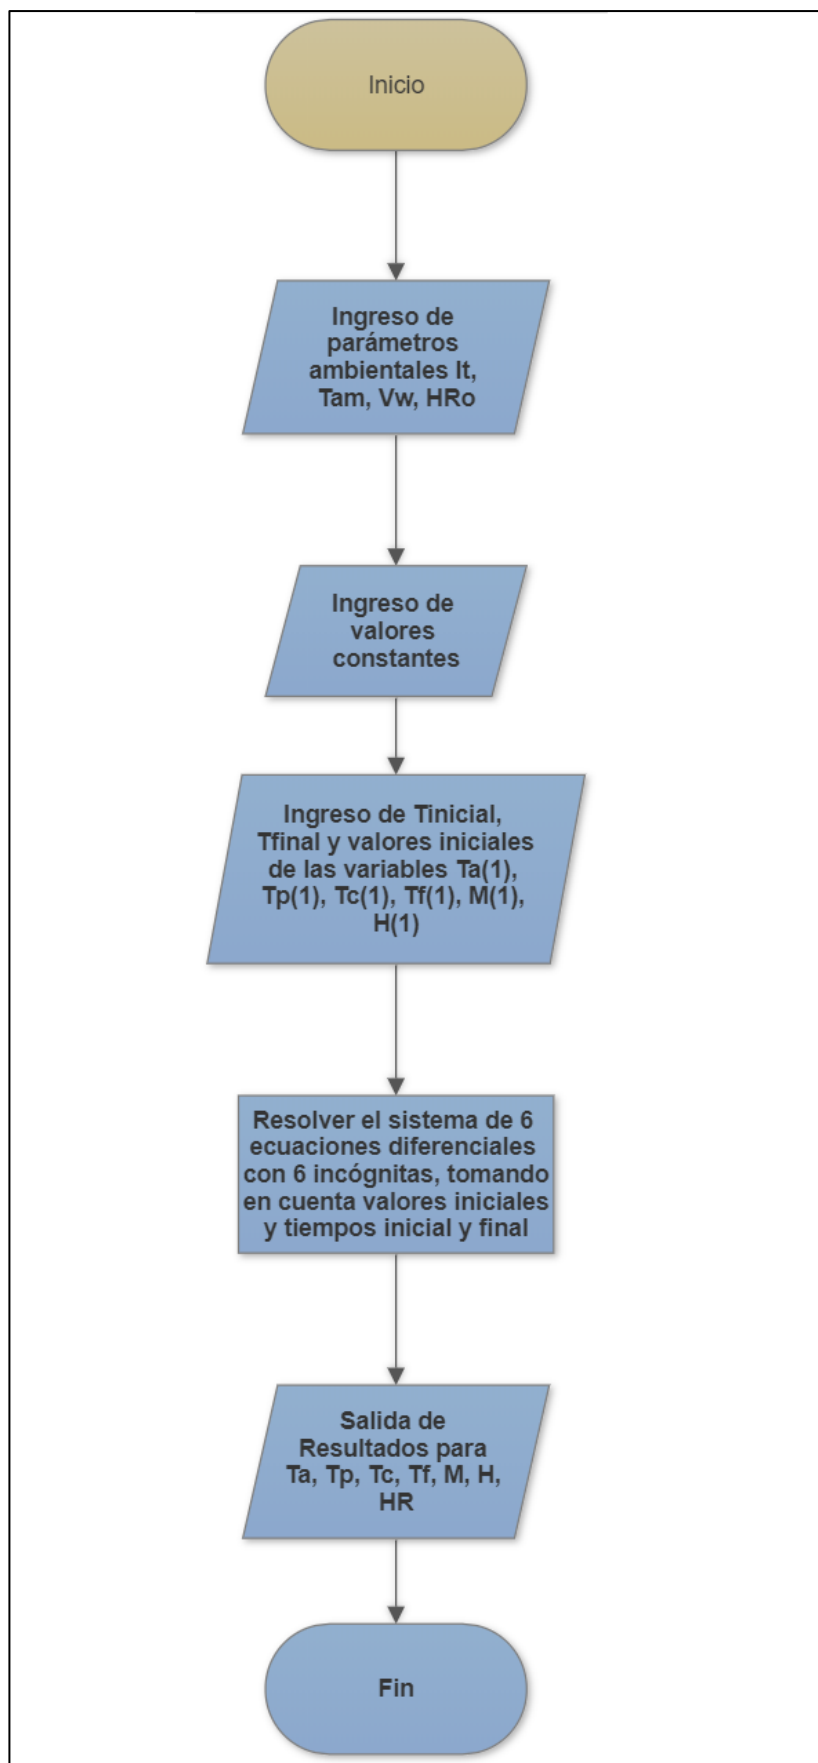 Inicio
Ingreso de
parámetros
ambientales It,
Tam, Vw, HRo
Ingreso de
valores
constantes
Ingreso de Tinicial,
Tfinal y valores iniciales
de las variables Ta(1),
Tp(1), Tc(1), Tf(1), M(1),
H(1)
Resolver el sistema de 6
ecuaciones diferenciales
con 6 incógnitas, tomando
en cuenta valores iniciales
y tiempos inicial y final
Salida de
Resultados para
Ta, Tp, Tc, Tf, M, H,
HR
Fin